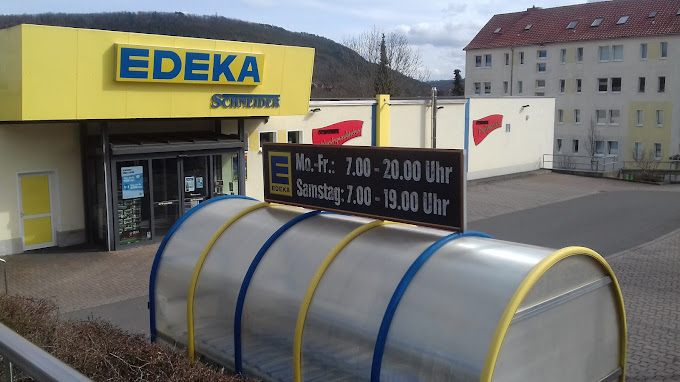 EDEKA
SCHNEIDER
EDEKA
Mo.-Fr.: 7.00 - 20.00 Uhr
Samstag: 7.00 - 19.00 Uhr